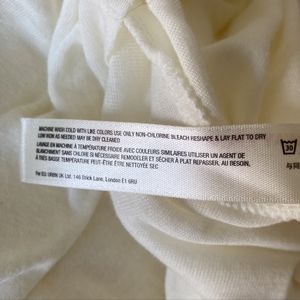 MACHINE WASH COLD WITH LIKE COLORS USE ONLY NON-CHLORINE BLEACH RESHAPE & LAY FLAT TO DRY
LOW IRON AS NEEDED MAY BE DRY CLEANED
LAVAGE EN MACHINE À TEMPÉRATURE FROIDE AVEC COULEURS SIMILAIRES UTILISER UN AGENT DE
BLANCHIMENT SANS CHLORE SI NÉCESSAIRE REMODELER ET SÉCHER À PLAT REPASSER, AU BESOIN,
À TRÈS BASSE TEMPÉRATURE PEUT-ÊTRE NETTOYÉE SEC
For EU: URBN UK Ltd. 146 Brick Lane, London E1 6RU
30